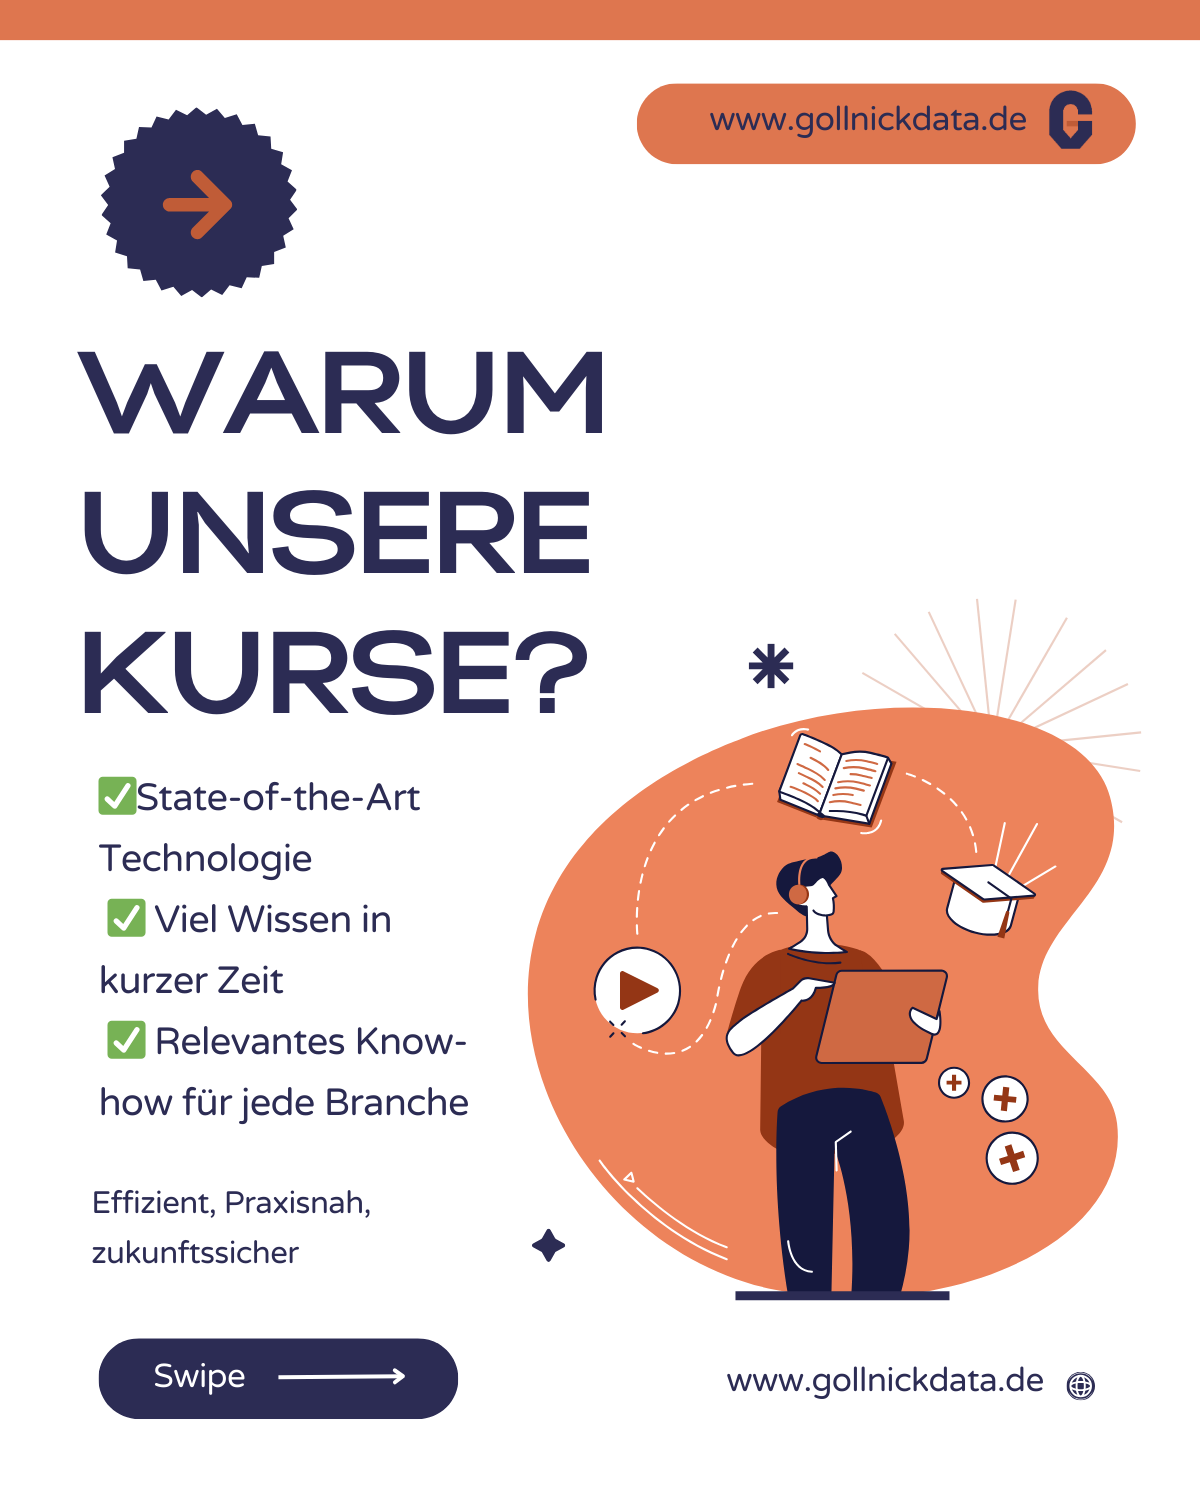 www.gollnickdata.de
WARUM
UNSERE
KURSE?
✅State-of-the-Art
Technologie
✅ Viel Wissen in
kurzer Zeit
✅ Relevantes Know-
how für jede Branche
Effizient, Praxisnah,
zukunftssicher
Swipe
www.gollnickdata.de